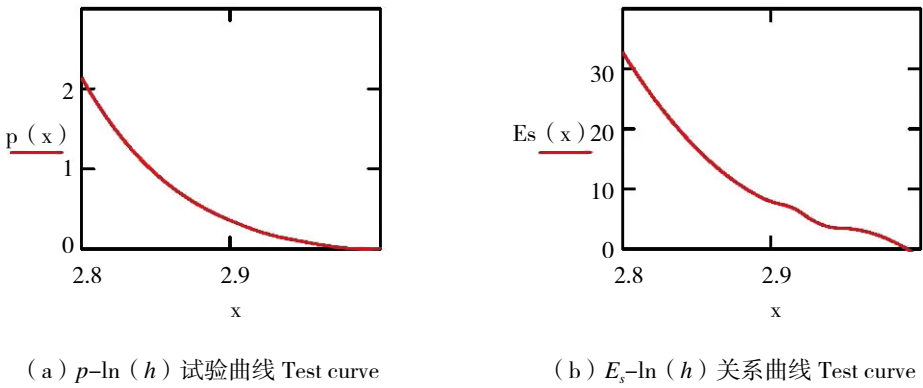 2
p（x）
1
0
2.8
2.9
x
（a）p–ln（h）试验曲线 Test curve
30
Es（x）
20
10
0
2.8
2.9
x
（b）Es–ln（h）关系曲线 Test curve